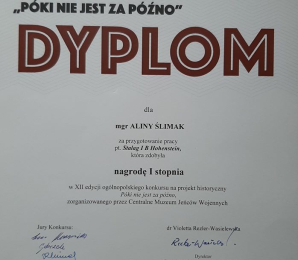 „PÓKI NIE JEST ZA PÓŹNO”
DYPLOM
dla
mgr ALINY ŚLIMAK
za przygotowanie pracy
pt. Stalag I B Hohenstein,
która zdobyła
nagrodę I stopnia
w XII edycji ogólnopolskiego konkursu na projekt historyczny
Póki nie jest za późno,
zorganizowanego przez Centralne Muzeum Jeńców Wojennych
Jury Konkursu: dr Violetta Rezler-Wasielewska
Dyrektor